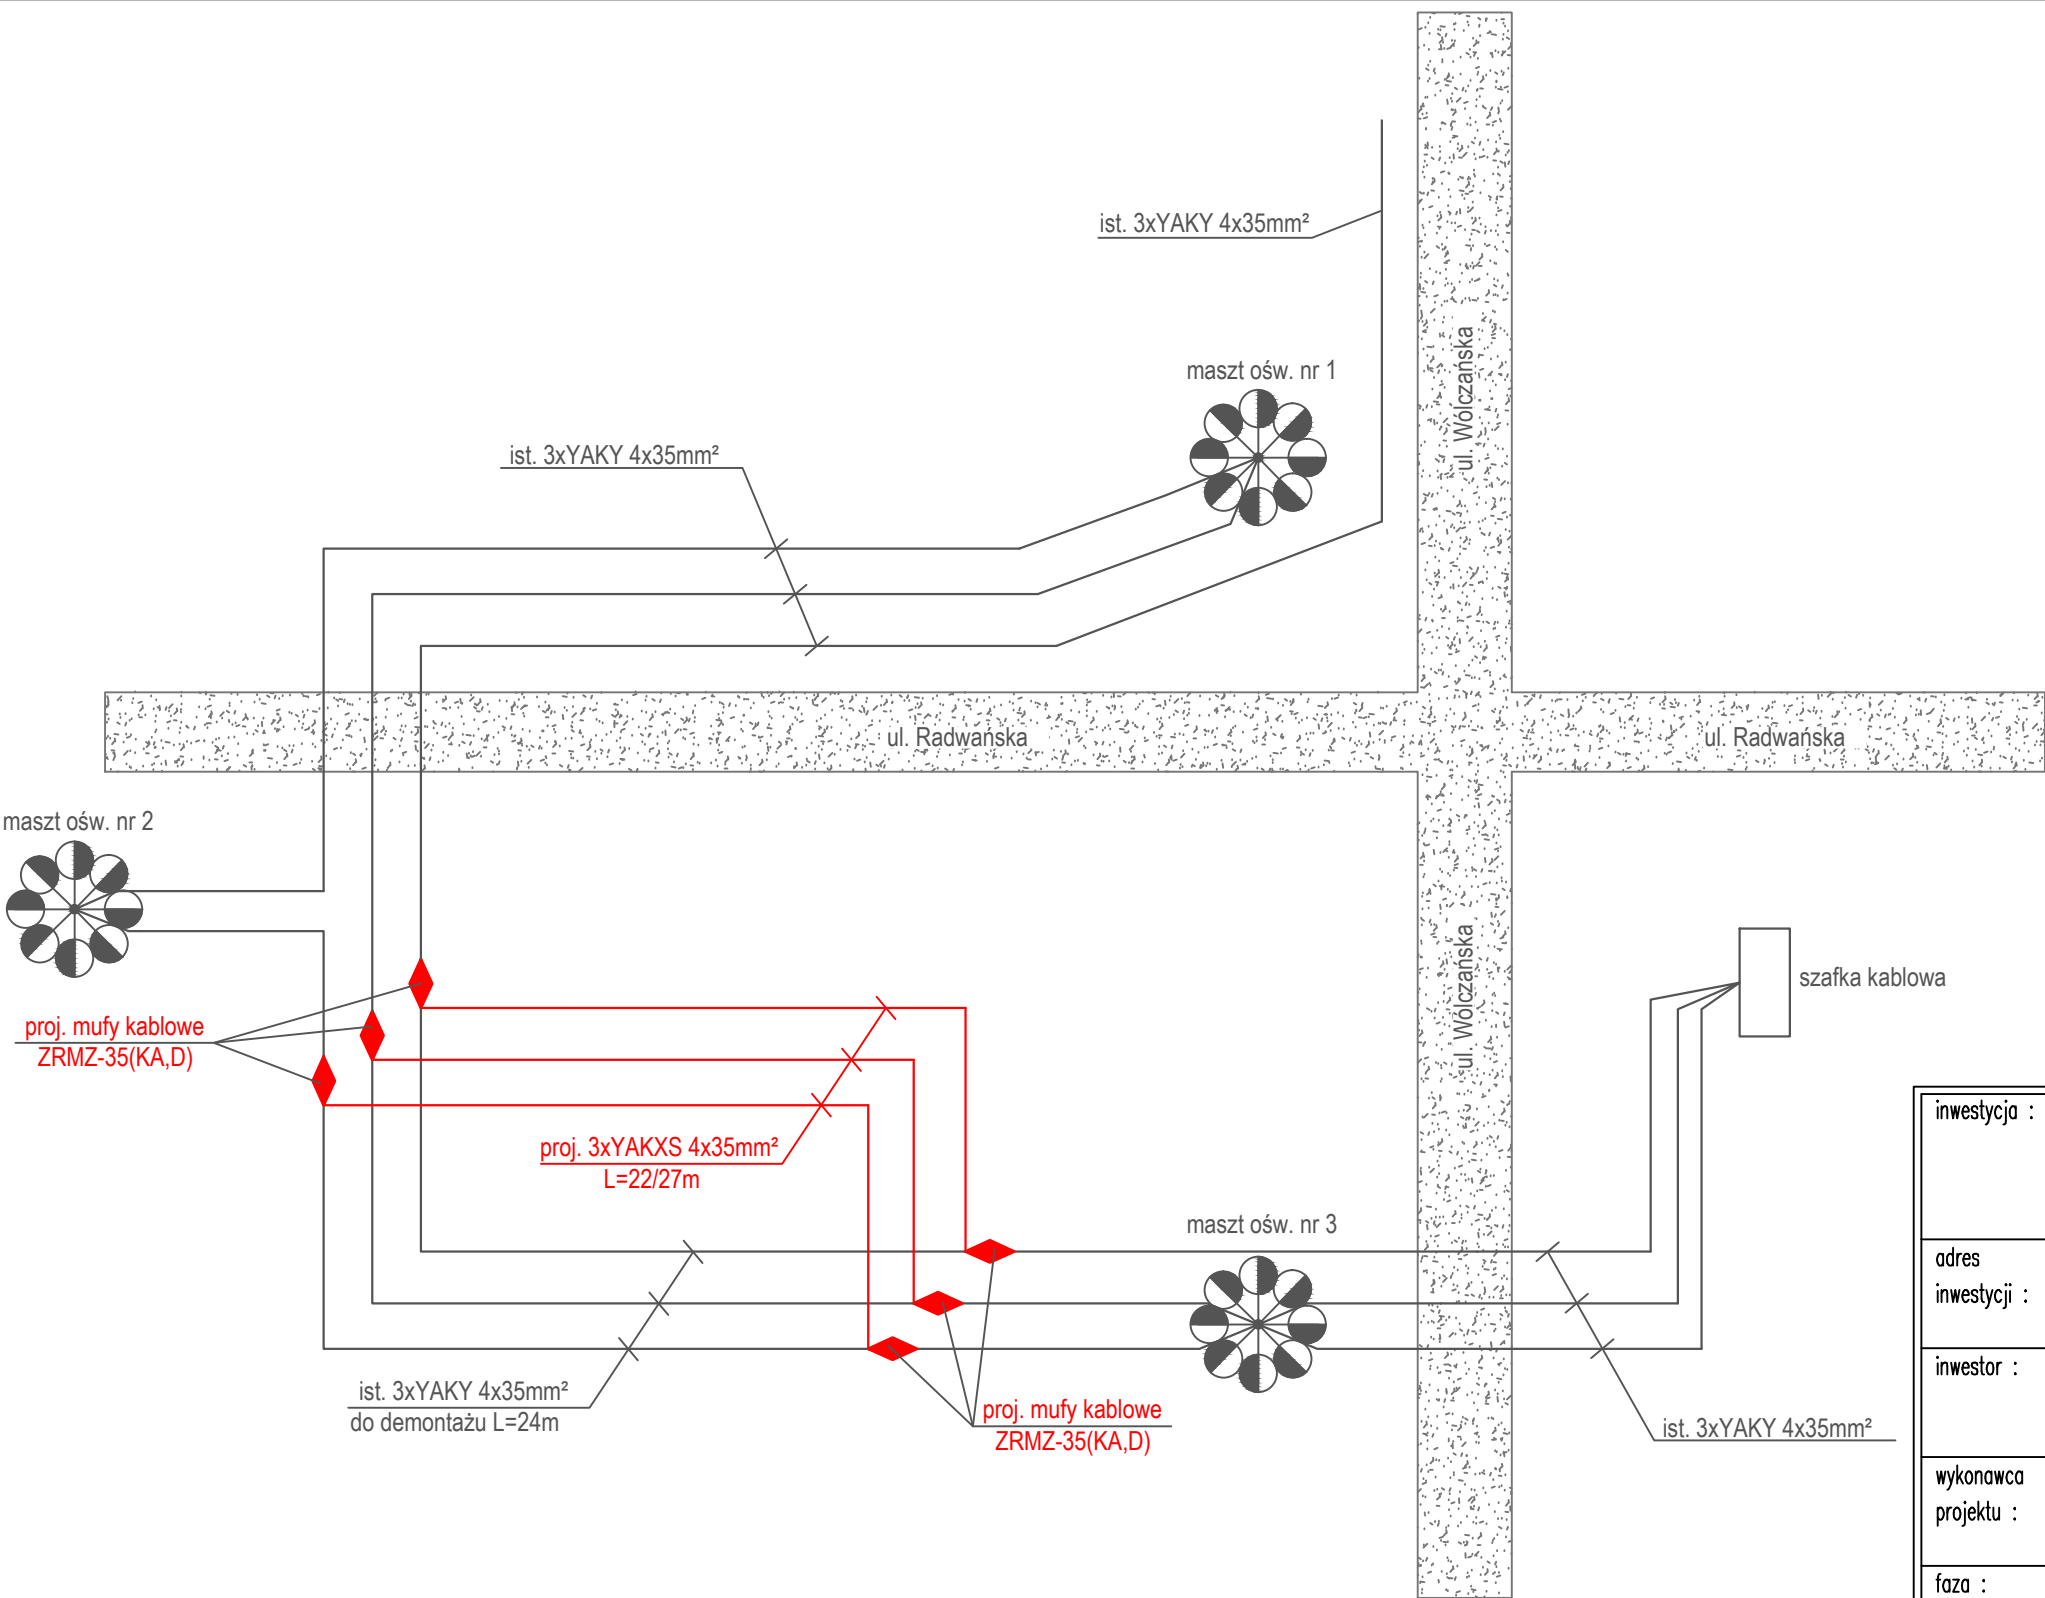 ist. 3xYAKY 4x35mm²
maszt ośw. nr 1
ul. Wólczańska
ist. 3xYAKY 4x35mm²
ul. Radwańska
ul. Radwańska
maszt ośw. nr 2
ul. Wólczańska
szafka kablowa
proj. mufy kablowe
ZRMZ-35(KA,D)
proj. 3xYAKXS 4x35mm²
L=22/27m
maszt ośw. nr 3
ist. 3xYAKY 4x35mm²
do demontażu L=24m
proj. mufy kablowe
ZRMZ-35(KA,D)
ist. 3xYAKY 4x35mm²
inwestycja :
adres
inwestycji :
inwestor :
wykonawca
projektu :
faza :